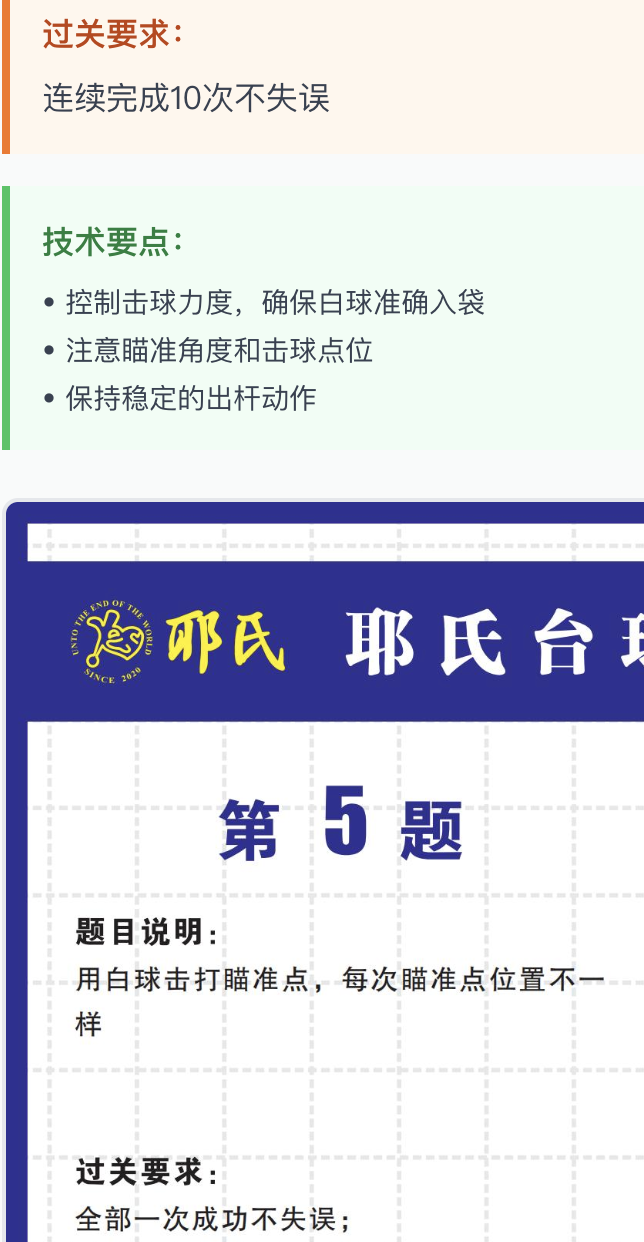 过关要求：
连续完成10次不失误
技术要点：
• 控制击球力度，确保白球准确入袋
• 注意瞄准角度和击球点位
• 保持稳定的出杆动作
UNTO THE END OF THE WORLD
yes
SINCE 2020
耶氏
耶氏台
第5题
题目说明：
用白球击打瞄准点，每次瞄准点位置不一
样
过关要求：
全部一次成功不失误；